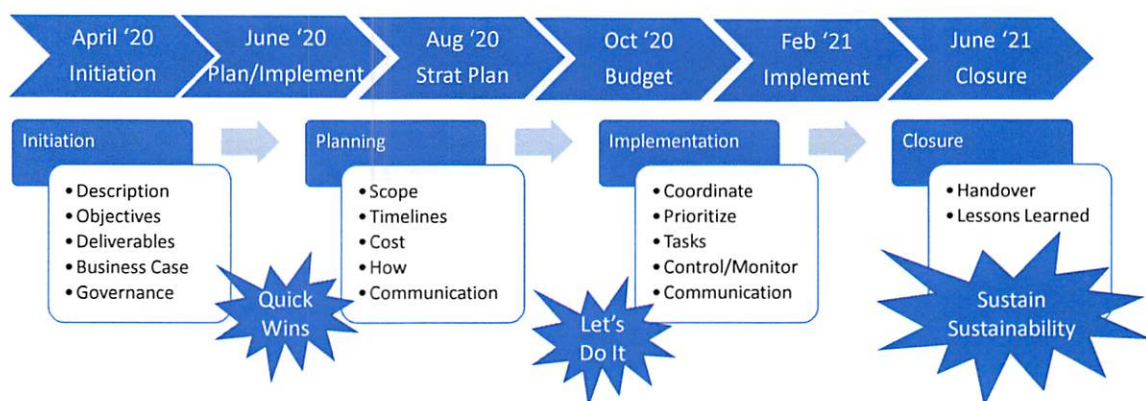 April '20
Initiation
June '20
Plan/Implement
Aug '20
Strat Plan
Oct '20
Budget
Feb '21
Implement
June '21
Closure
Initiation
• Description
• Objectives
• Deliverables
• Business Case
• Governance
Quick
Wins
Planning
• Scope
• Timelines
• Cost
• How
• Communication
Let's
Do It
Implementation
• Coordinate
• Prioritize
• Tasks
• Control/Monitor
• Communication
Closure
• Handover
• Lessons Learned
Sustain
Sustainability